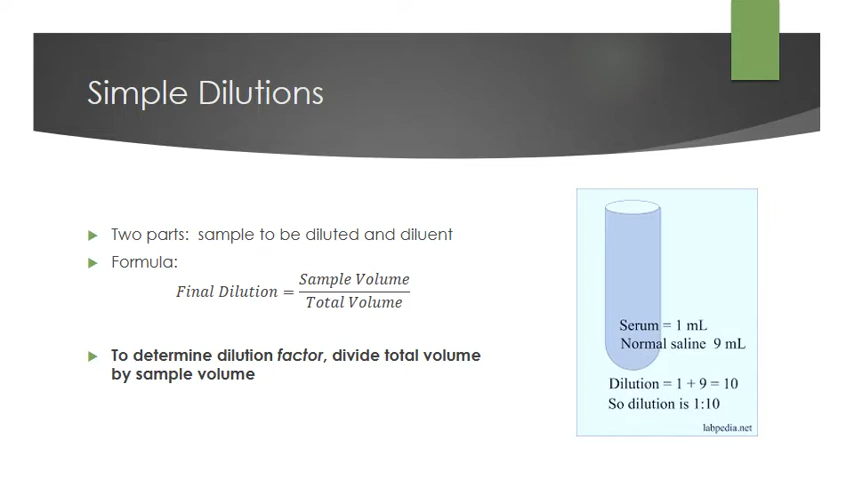 Simple Dilutions
Two parts: sample to be diluted and diluent
Formula:
Final Dilution = Sample Volume / Total Volume
To determine dilution factor, divide total volume
by sample volume
Serum = 1 mL
Normal saline 9 mL
Dilution = 1 + 9 = 10
So dilution is 1:10
labpedia.net